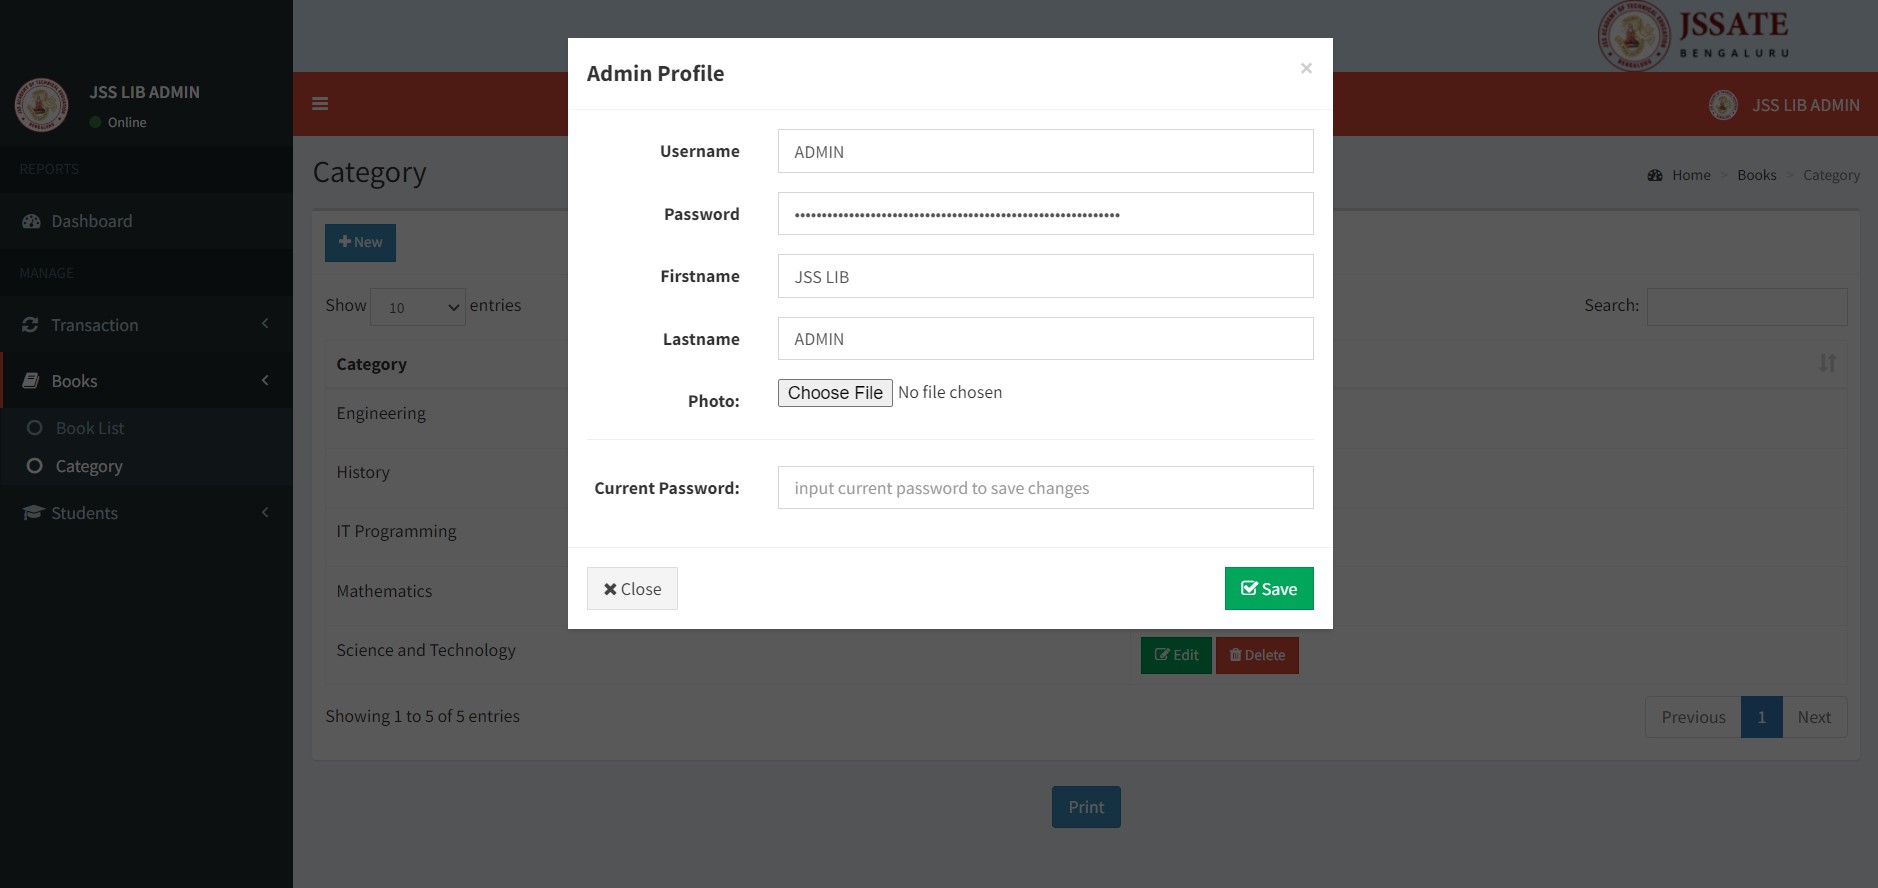 JSSATE
BENGALURU
JSS LIB ADMIN
Online
JSS LIB ADMIN
REPORTS
Dashboard
MANAGE
Transaction
Books
Book List
Category
Students
Category
Home > Books > Category
New
Show 10 entries
Search:
Category
Engineering
History
IT Programming
Mathematics
Science and Technology
Edit Delete
Showing 1 to 5 of 5 entries
Previous 1 Next
Print
Admin Profile
×
Username ADMIN
Password ••••••••••••••••••••••••••••••••••••••••••••••••••••••••••••
Firstname JSS LIB
Lastname ADMIN
Photo: Choose File No file chosen
Current Password: input current password to save changes
Close
Save